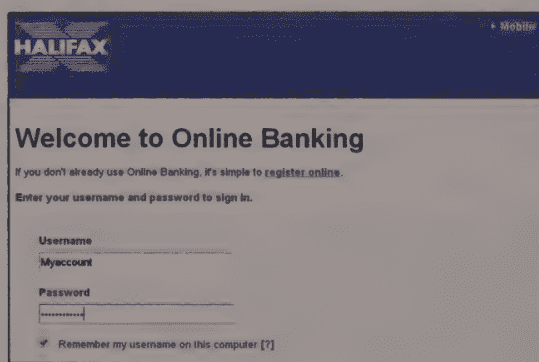 Mobile
HALIFAX
Welcome to Online Banking
If you don't already use Online Banking, it's simple to register online.
Enter your username and password to sign in.
Username
Myaccount
Password
Remember my username on this computer [?]